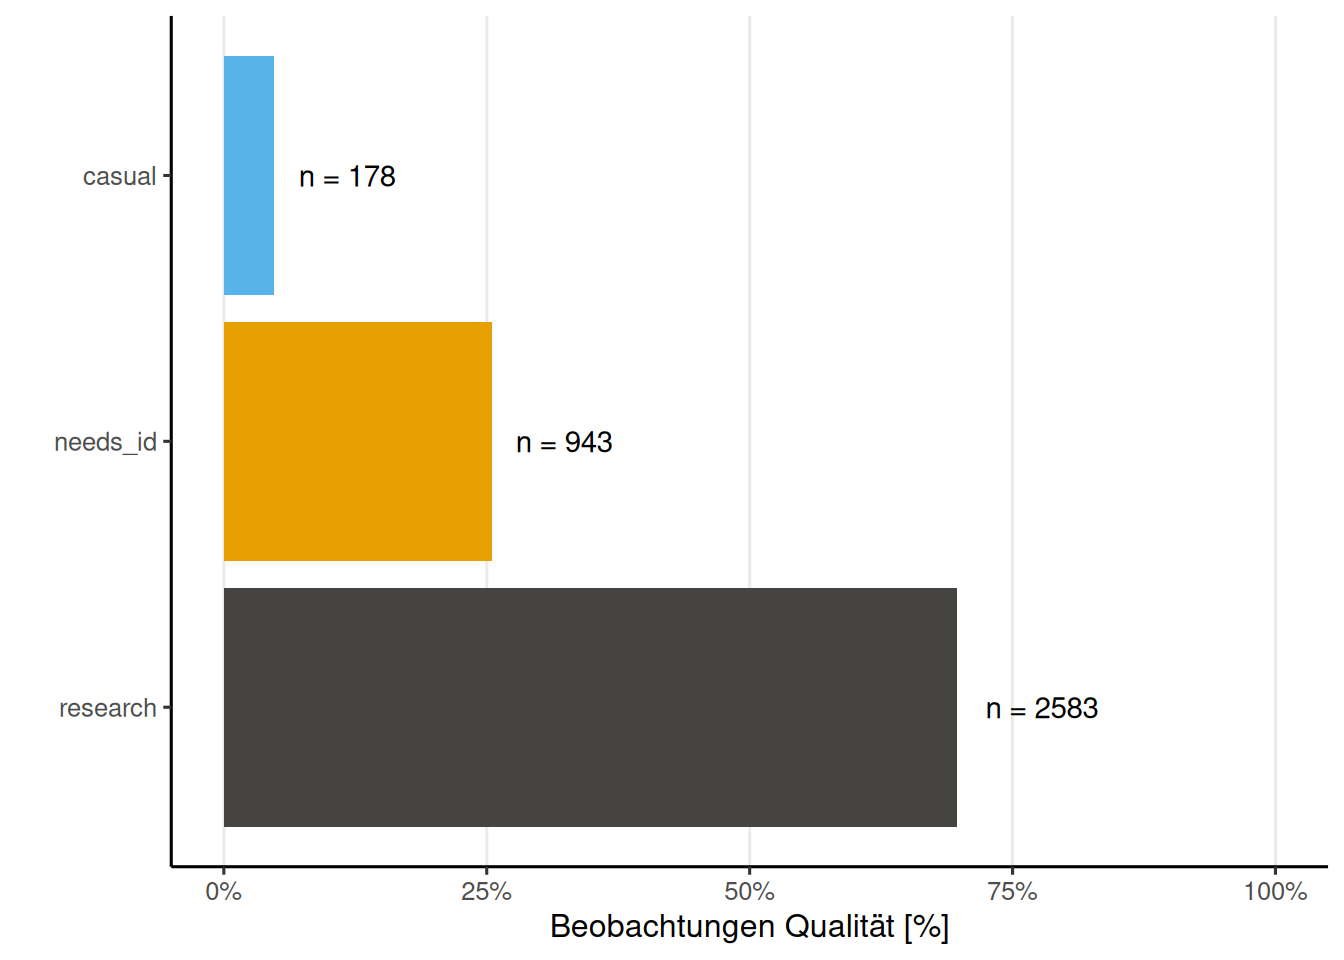 casual
n = 178
needs_id
n = 943
research
n = 2583
0% 25% 50% 75% 100%
Beobachtungen Qualität [%]